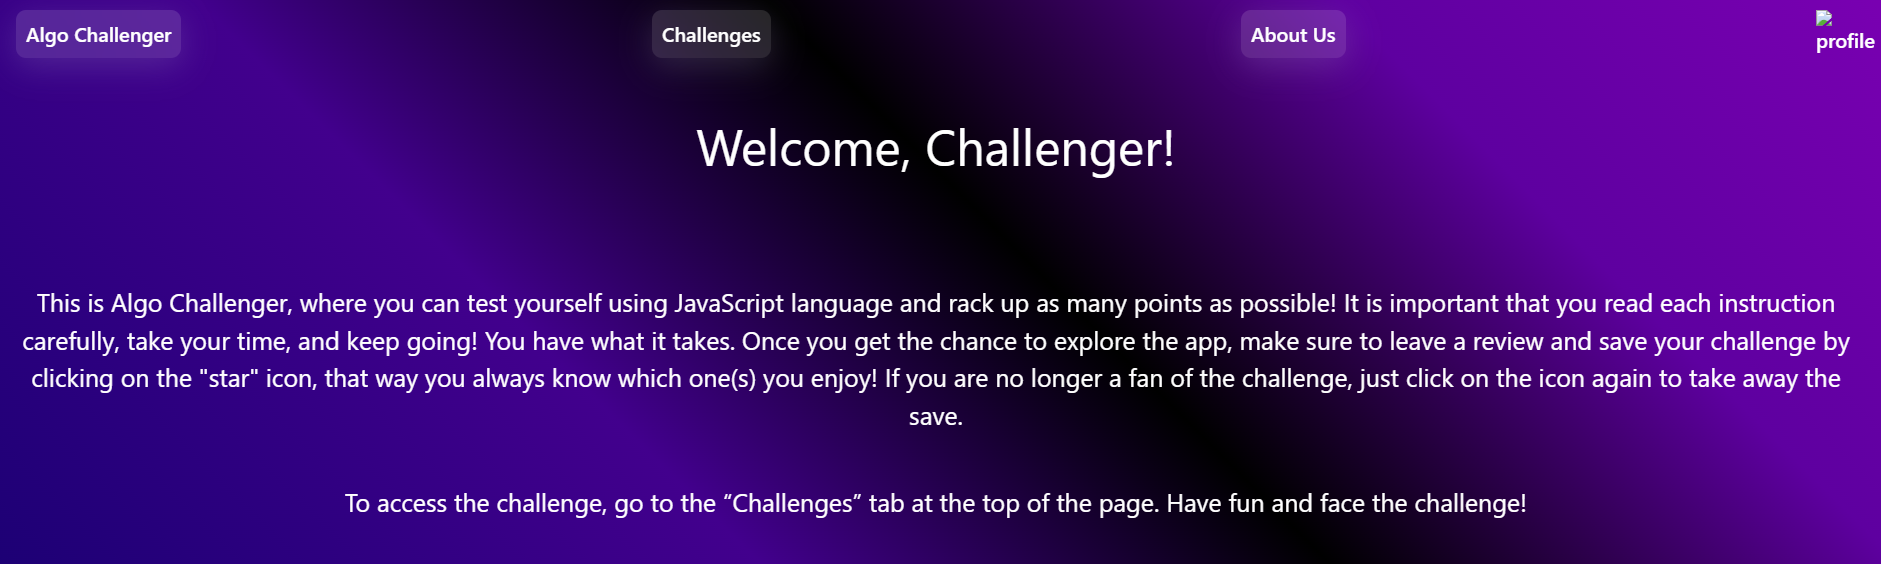 Algo Challenger
Challenges
About Us
profile
Welcome, Challenger!
This is Algo Challenger, where you can test yourself using JavaScript language and rack up as many points as possible! It is important that you read each instruction
carefully, take your time, and keep going! You have what it takes. Once you get the chance to explore the app, make sure to leave a review and save your challenge by
clicking on the "star" icon, that way you always know which one(s) you enjoy! If you are no longer a fan of the challenge, just click on the icon again to take away the
save.
To access the challenge, go to the “Challenges” tab at the top of the page. Have fun and face the challenge!